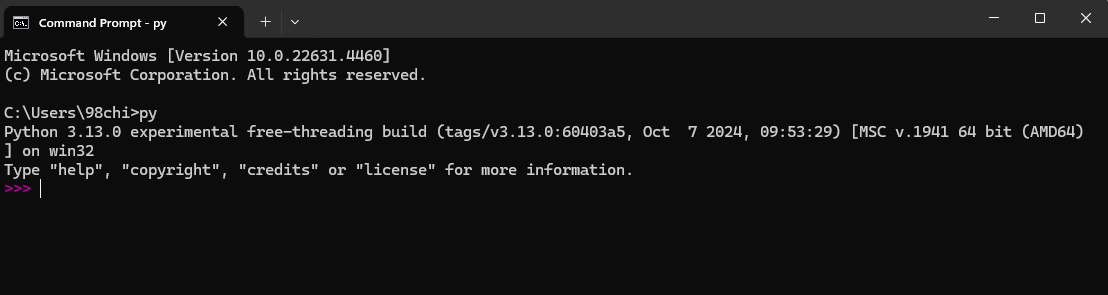 Command Prompt - py
Microsoft Windows [Version 10.0.22631.4460]
(c) Microsoft Corporation. All rights reserved.
C:\Users\98chi>py
Python 3.13.0 experimental free-threading build (tags/v3.13.0:60403a5, Oct  7 2024, 09:53:29) [MSC v.1941 64 bit (AMD64)
] on win32
Type "help", "copyright", "credits" or "license" for more information.
>>>